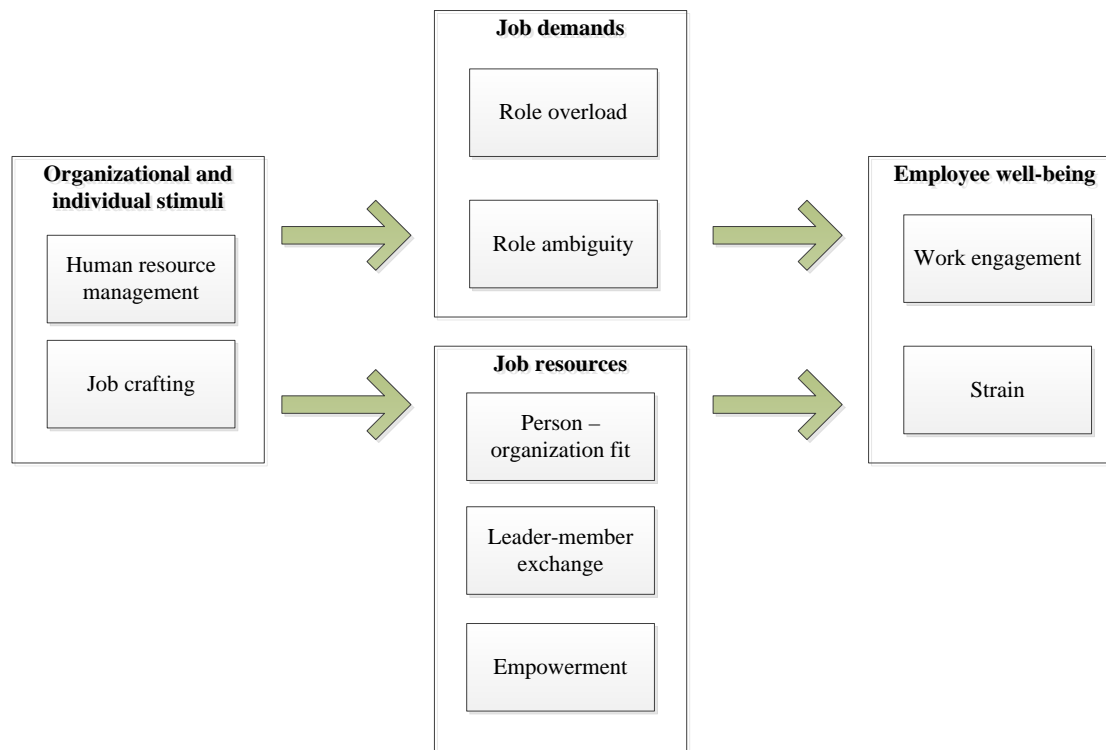 Organizational and
individual stimuli
Human resource
management
Job crafting
Job demands
Role overload
Role ambiguity
Job resources
Person –
organization fit
Leader-member
exchange
Empowerment
Employee well-being
Work engagement
Strain